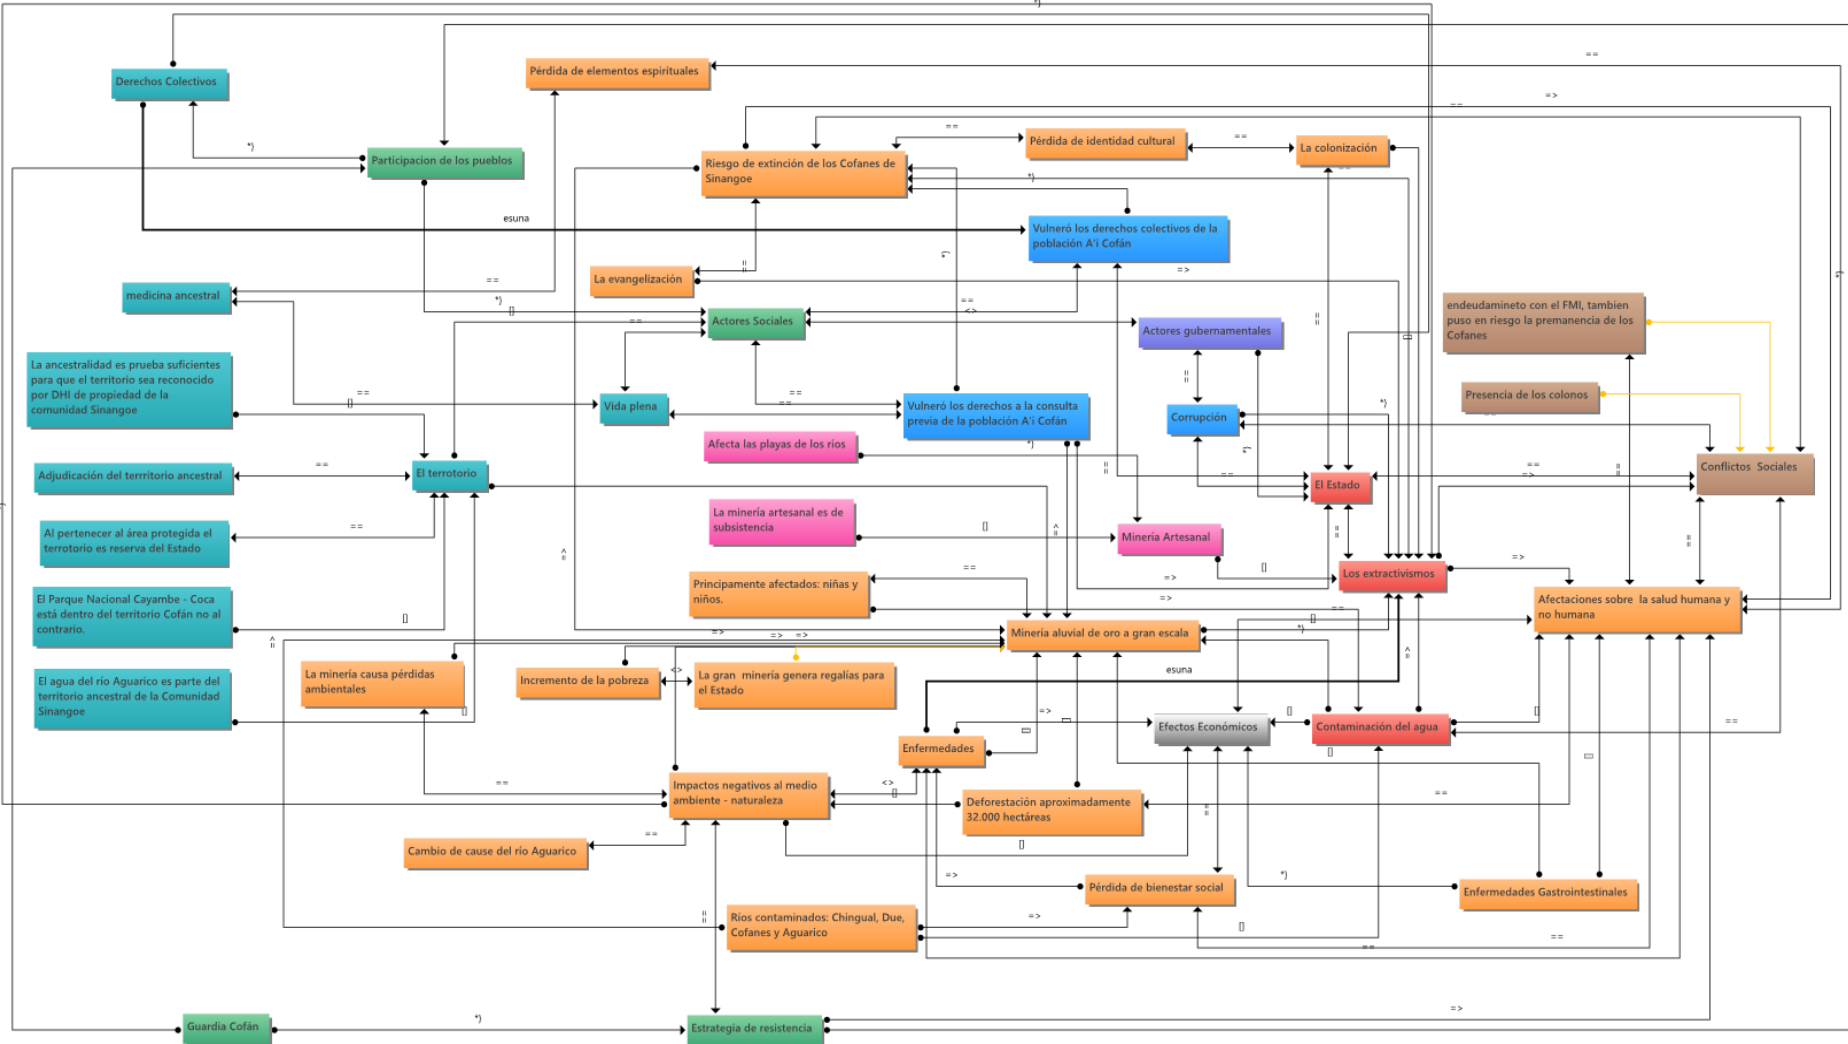 Derechos Colectivos
Pérdida de elementos espirituales
Participacion de los pueblos
Riesgo de extinción de los Cofanes de
Sinangoe
Pérdida de identidad cultural
La colonización
esuna
Vulneró los derechos colectivos de la
población A'i Cofán
La evangelización
medicina ancestral
Actores Sociales
Actores gubernamentales
endeudamineto con el FMI, tambien
puso en riesgo la premanencia de los
Cofanes
La ancestralidad es prueba suficientes
para que el territorio sea reconocido
por DHI de propiedad de la
comunidad Sinangoe
Vida plena
Vulneró los derechos a la consulta
previa de la población A'i Cofán
Corrupción
Presencia de los colonos
Afecta las playas de los ríos
Adjudicación del terrritorio ancestral
El terrotorio
El Estado
Conflictos Sociales
La minería artesanal es de
subsistencia
Minería Artesanal
Al pertenecer al área protegida el
territorio es reserva del Estado
Los extractivismos
Principamente afectados: niñas y
niños.
El Parque Nacional Cayambe - Coca
está dentro del territorio Cofán no al
contrario.
Afectaciones sobre la salud humana y
no humana
Minería aluvial de oro a gran escala
La minería causa pérdidas
ambientales
Incremento de la pobreza
La gran minería genera regalías para
el Estado
esuna
El agua del río Aguarico es parte del
territorio ancestral de la Comunidad
Sinangoe
Efectos Económicos
Contaminación del agua
Enfermedades
Impactos negativos al medio
ambiente - naturaleza
Deforestación aproximadamente
32.000 hectáreas
Cambio de cause del río Aguarico
Pérdida de bienestar social
Enfermedades Gastrointestinales
Ríos contaminados: Chingual, Due,
Cofanes y Aguarico
Guardia Cofán
Estrategia de resistencia